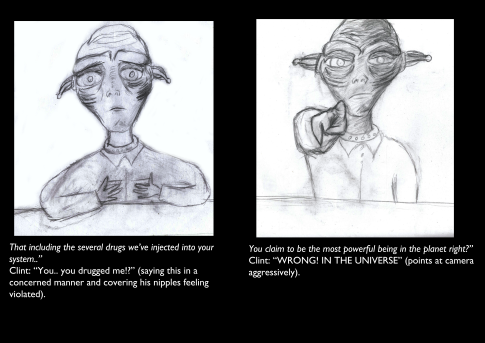 That including the several drugs we've injected into your
system.."
Clint: "You.. you drugged me!?" (saying this in a
concerned manner and covering his nipples feeling
violated).
You claim to be the most powerful being in the planet right?"
Clint: "WRONG! IN THE UNIVERSE" (points at camera
aggressively).